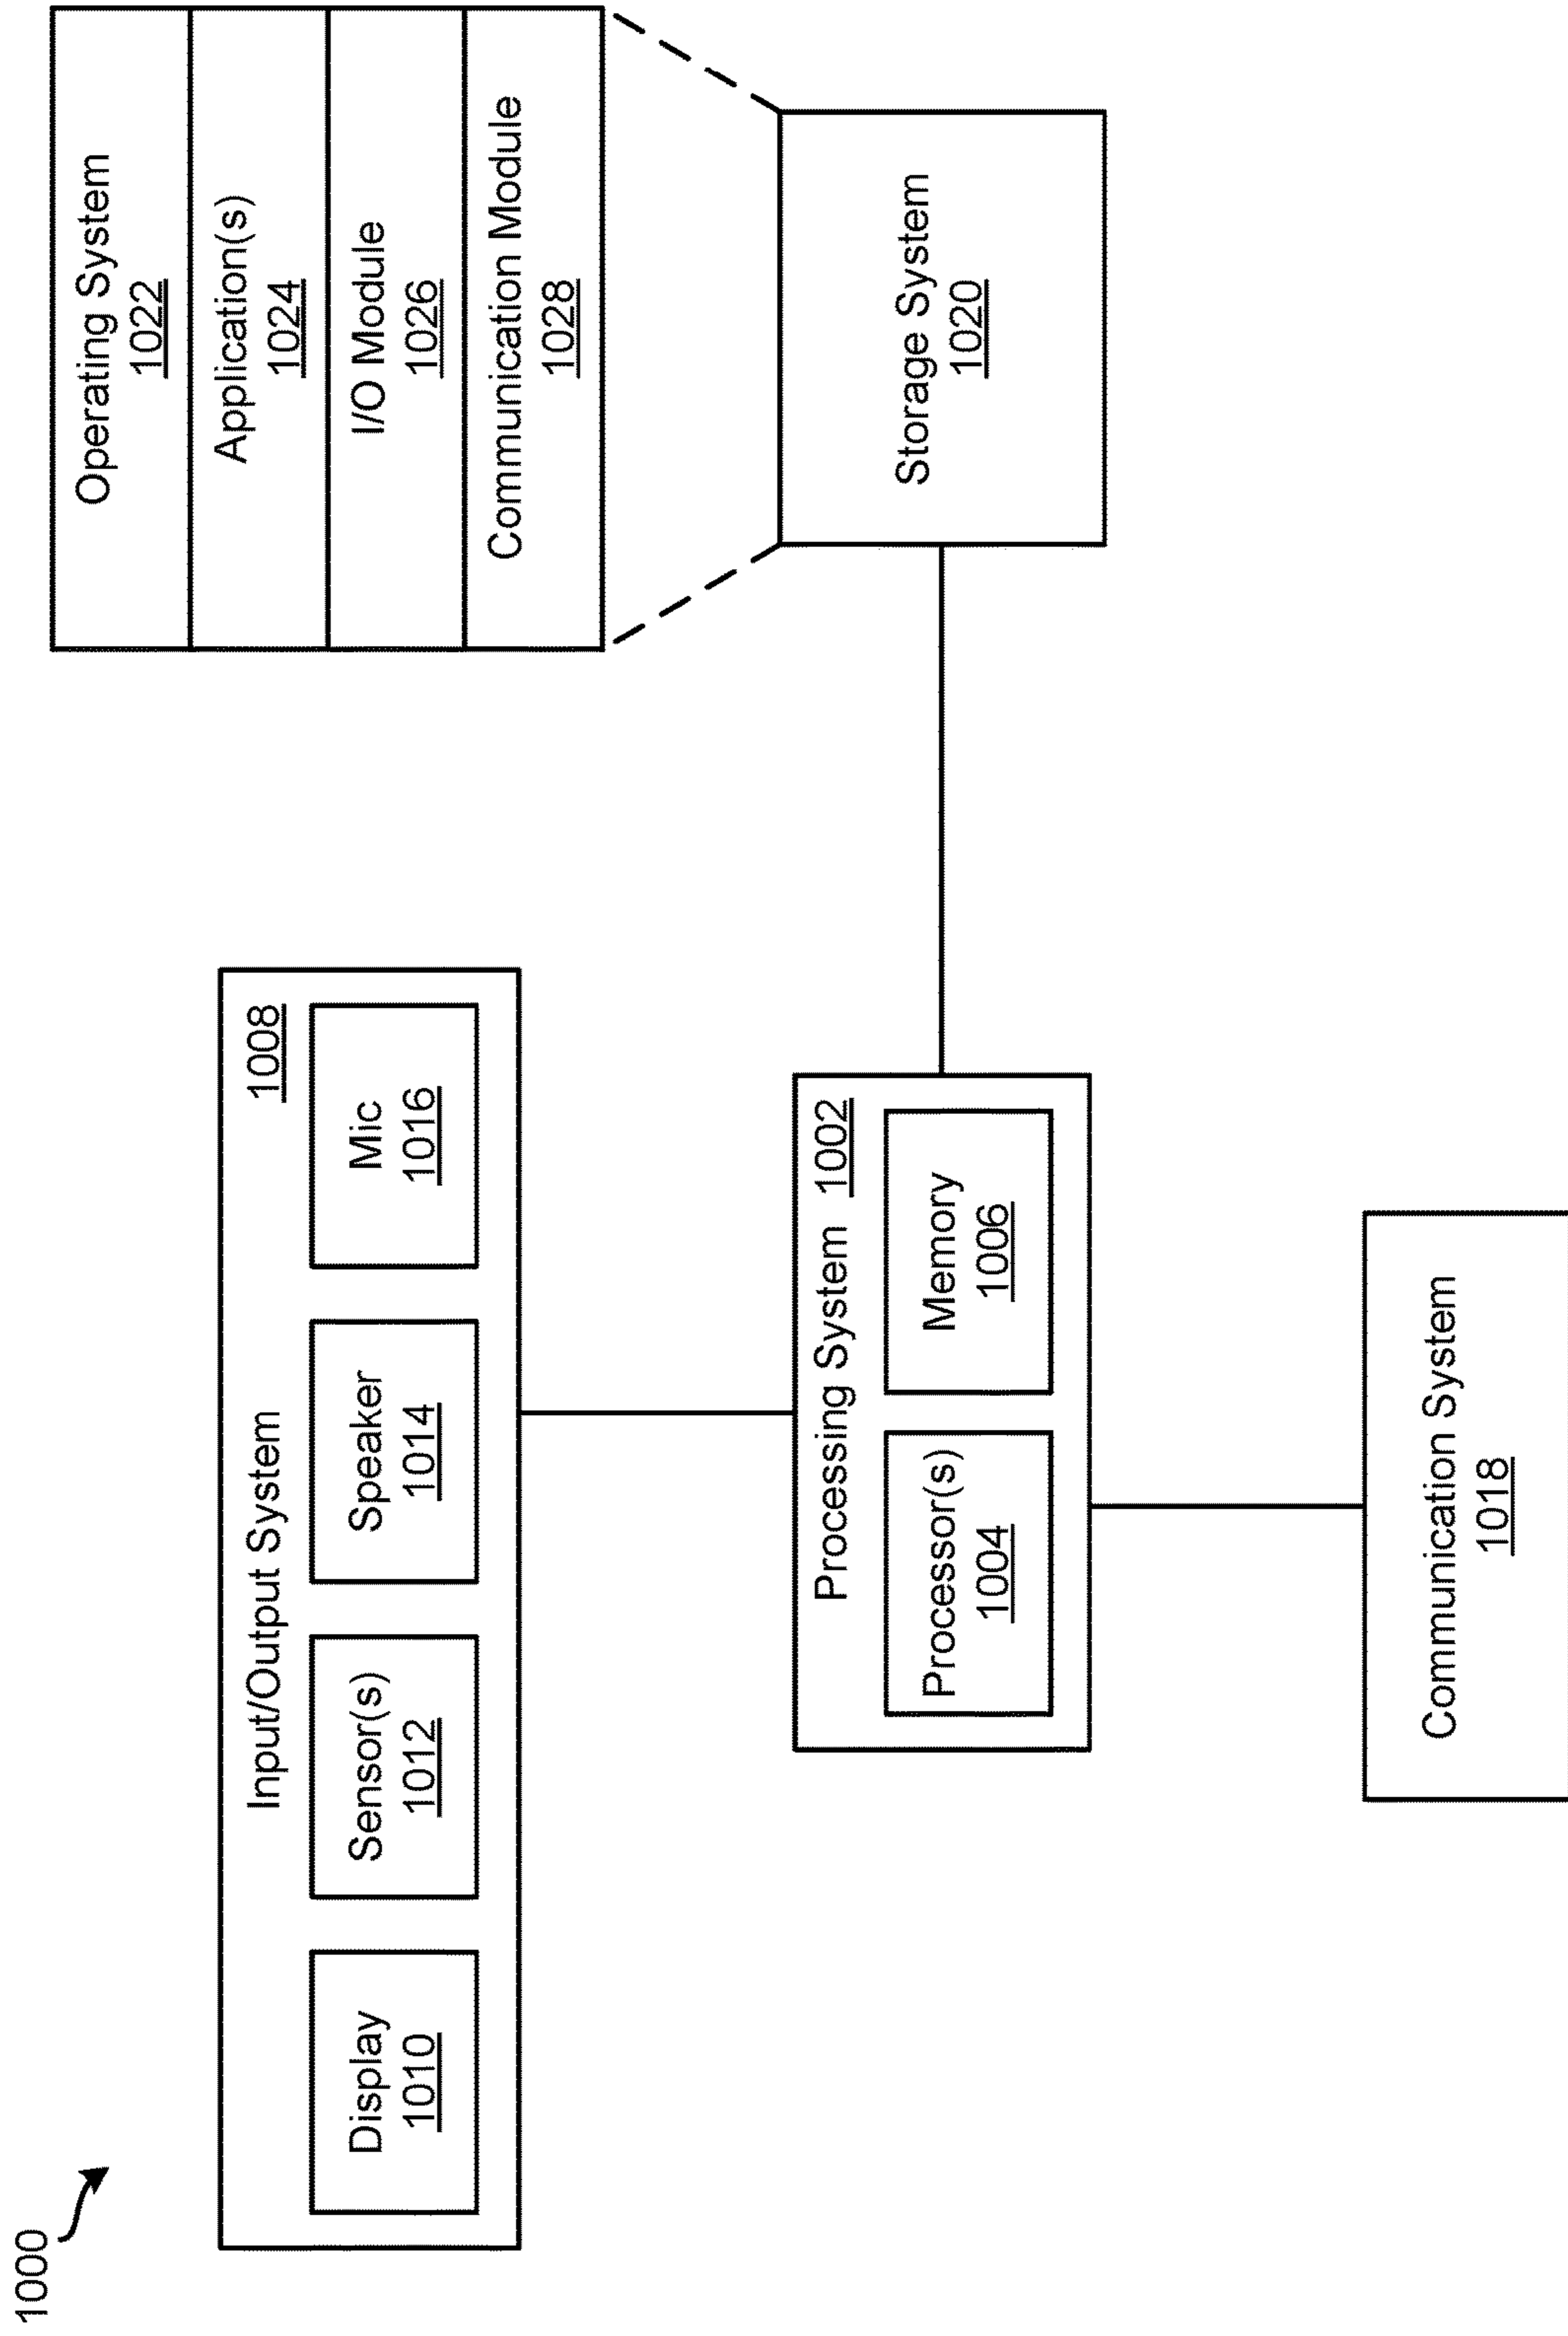 1000
Input/Output System
1008
Display
1010
Sensor(s)
1012
Speaker
1014
Mic
1016
Operating System
1022
Application(s)
1024
I/O Module
1026
Communication Module
1028
Processing System
1002
Processor(s)
1004
Memory
1006
Storage System
1020
Communication System
1018